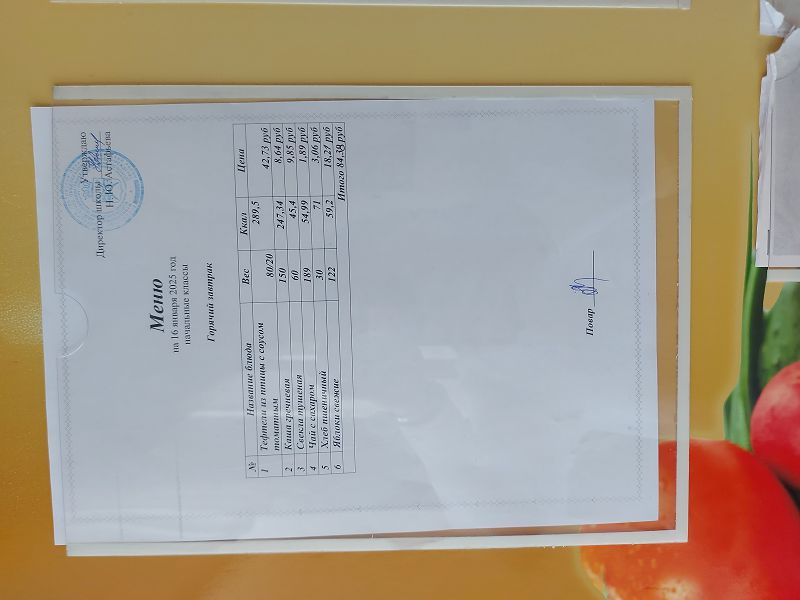 Утверждаю
Директор школы
Н.Ю. Астафьева
Меню
на 16 января 2025 год
начальные классы
Горячий завтрак
№ Название блюда Вес Ккал Цена
1 Тефтели из птицы с соусом томатным 80/20 289,5 42,73 руб
2 Каша гречневая 150 247,34 8,64 руб
3 Свекла тушеная 60 45,4 9,85 руб
4 Чай с сахаром 189 54,99 1,89 руб
5 Хлеб пшеничный 30 71 3,06 руб
6 Яблоки свежие 122 59,2 18,21 руб
Итого 84,38 руб
Повар